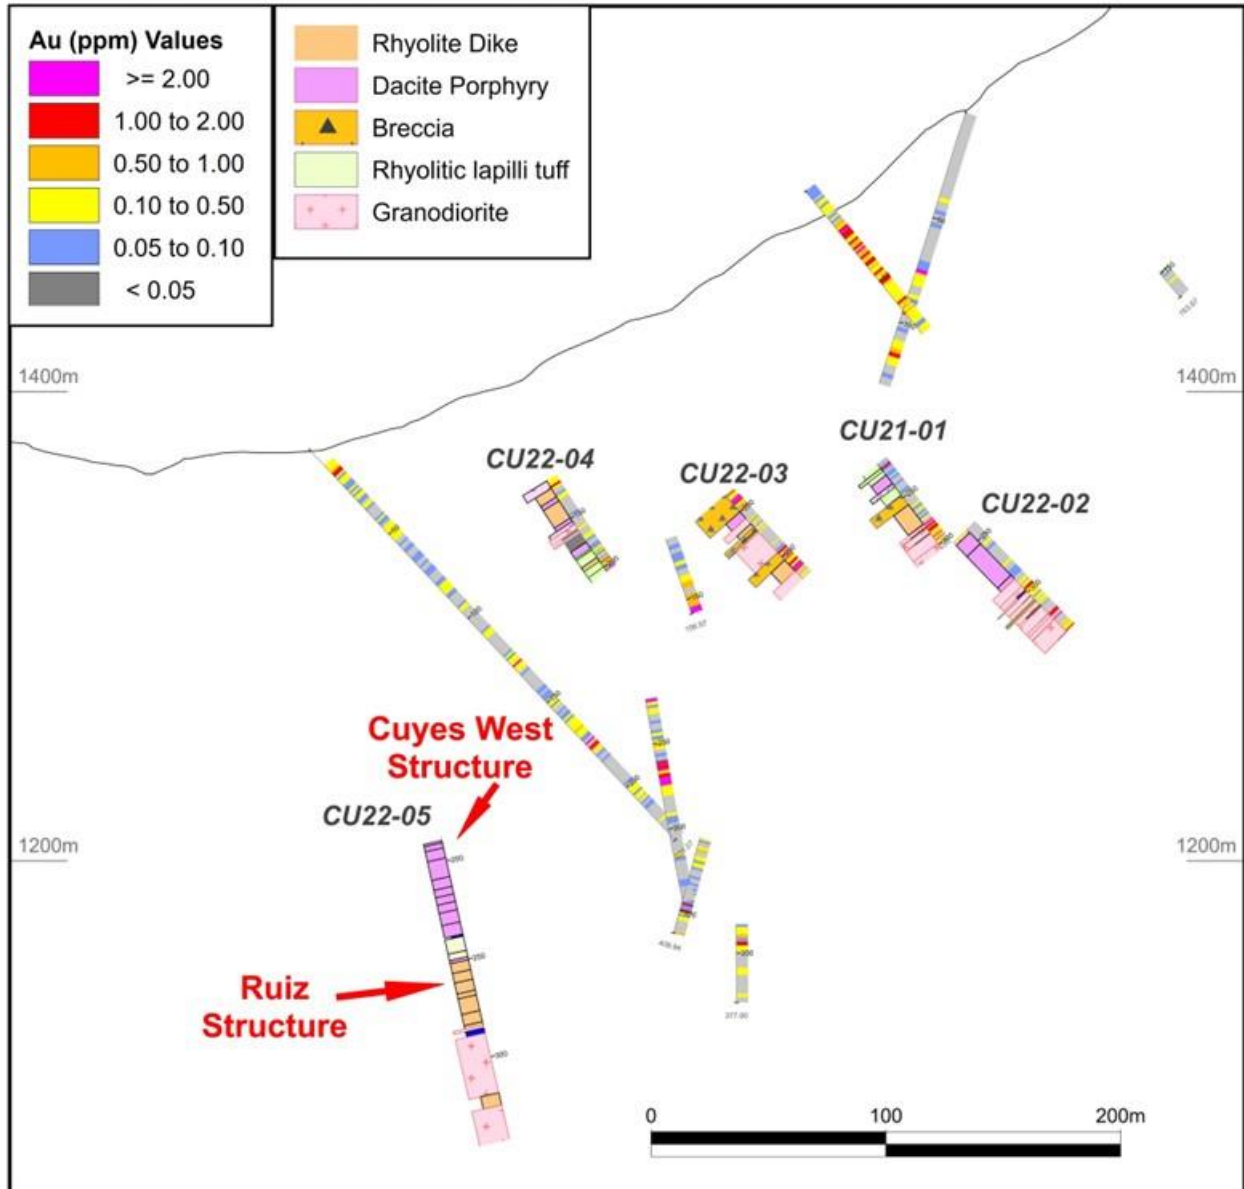 Au (ppm) Values
>= 2.00
1.00 to 2.00
0.50 to 1.00
0.10 to 0.50
0.05 to 0.10
< 0.05
Rhyolite Dike
Dacite Porphyry
Breccia
Rhyolitic lapilli tuff
Granodiorite
1400m
1400m
CU21-01
CU22-04
CU22-03
CU22-02
Cuyes West
Structure
CU22-05
1200m
1200m
Ruiz
Structure
377.00
0
100
200m